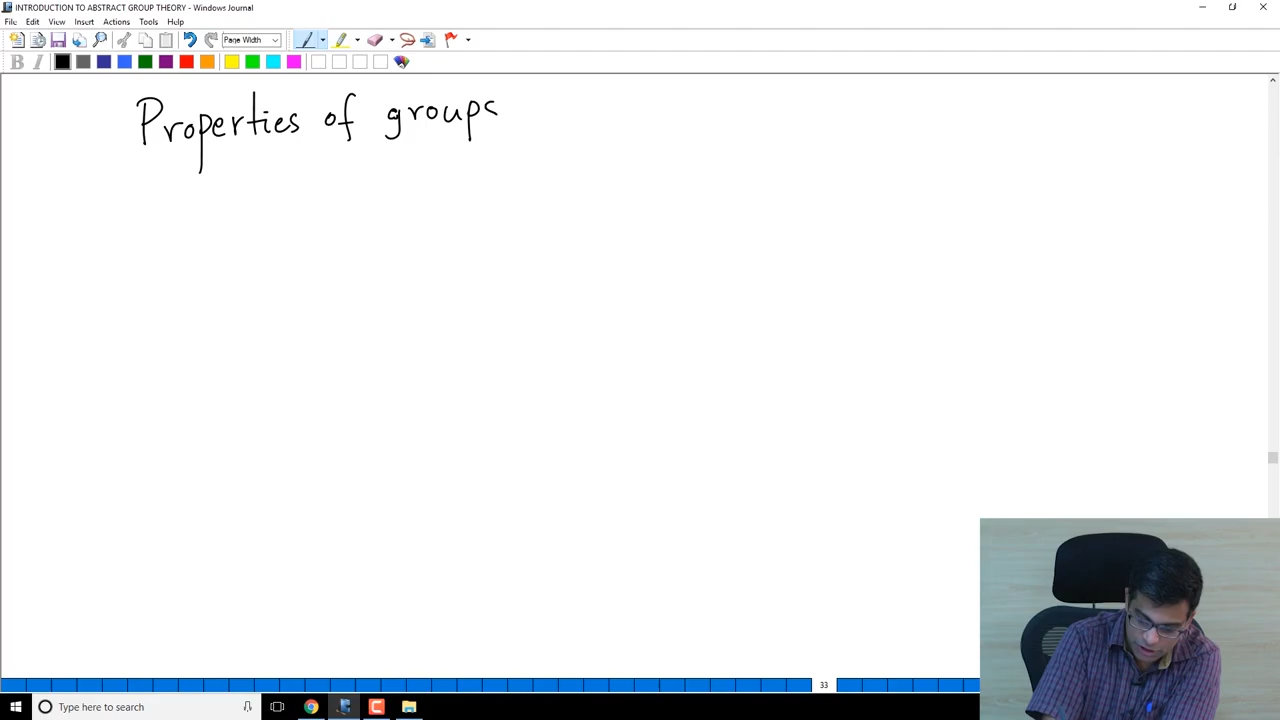 INTRODUCTION TO ABSTRACT GROUP THEORY - Windows Journal
File Edit View Insert Actions Tools Help
Page Width
B I
Properties of groups
33
Type here to search